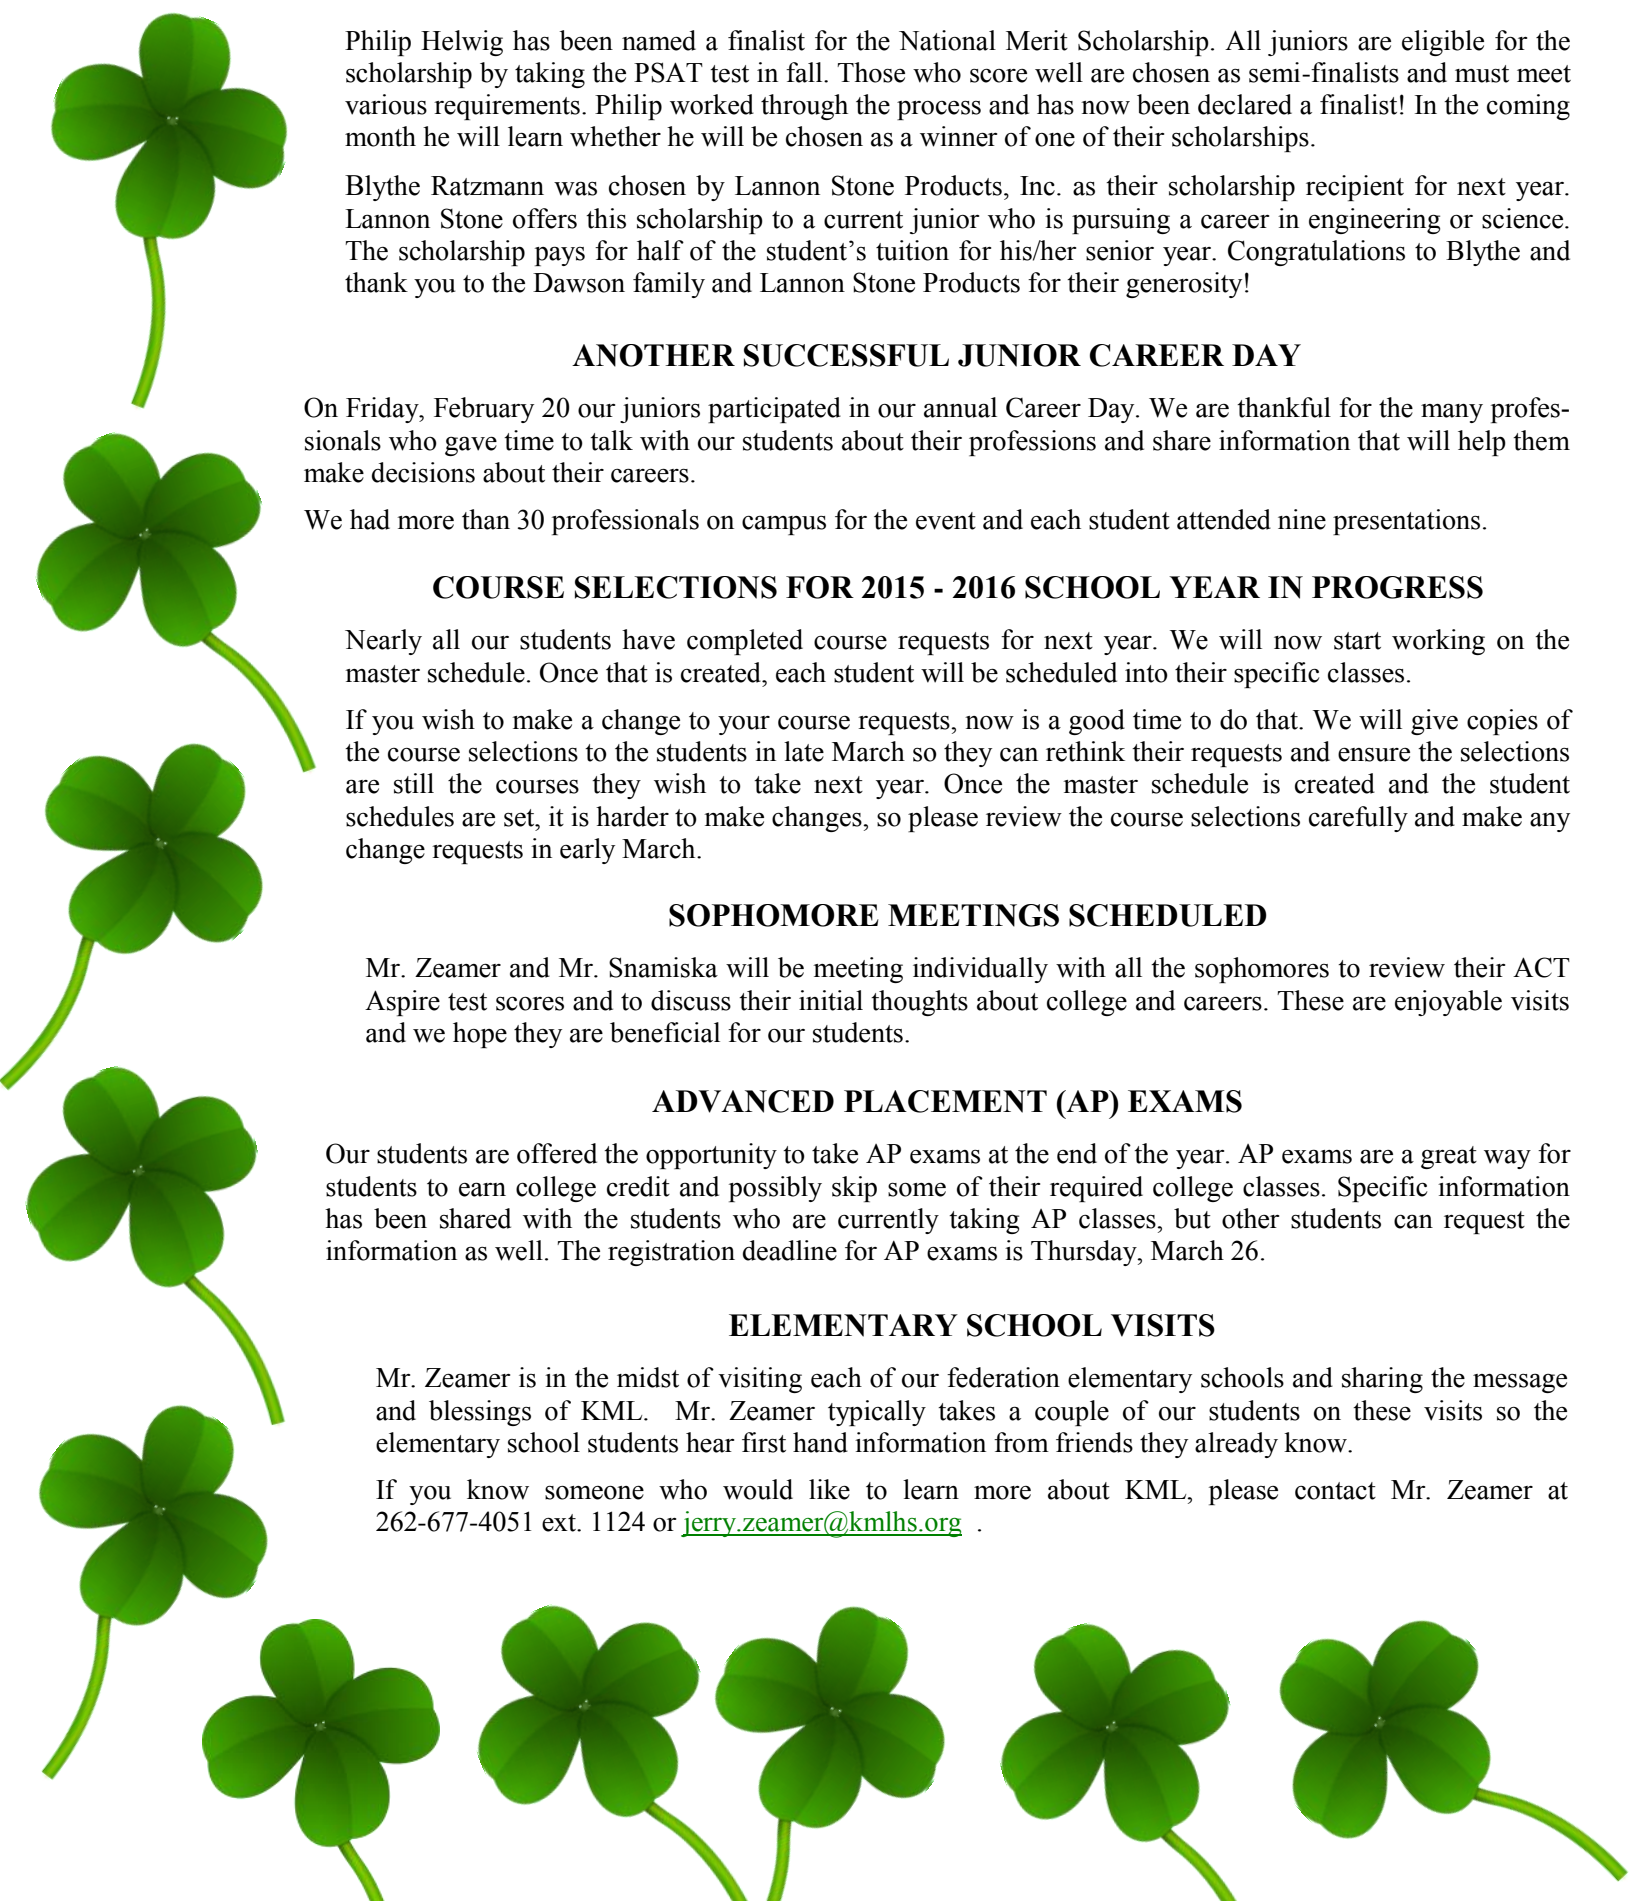 Philip Helwig has been named a finalist for the National Merit Scholarship. All juniors are eligible for the
scholarship by taking the PSAT test in fall. Those who score well are chosen as semi-finalists and must meet
various requirements. Philip worked through the process and has now been declared a finalist! In the coming
month he will learn whether he will be chosen as a winner of one of their scholarships.
Blythe Ratzmann was chosen by Lannon Stone Products, Inc. as their scholarship recipient for next year.
Lannon Stone offers this scholarship to a current junior who is pursuing a career in engineering or science.
The scholarship pays for half of the student’s tuition for his/her senior year. Congratulations to Blythe and
thank you to the Dawson family and Lannon Stone Products for their generosity!
ANOTHER SUCCESSFUL JUNIOR CAREER DAY
On Friday, February 20 our juniors participated in our annual Career Day. We are thankful for the many profes-
sionals who gave time to talk with our students about their professions and share information that will help them
make decisions about their careers.
We had more than 30 professionals on campus for the event and each student attended nine presentations.
COURSE SELECTIONS FOR 2015 - 2016 SCHOOL YEAR IN PROGRESS
Nearly all our students have completed course requests for next year. We will now start working on the
master schedule. Once that is created, each student will be scheduled into their specific classes.
If you wish to make a change to your course requests, now is a good time to do that. We will give copies of
the course selections to the students in late March so they can rethink their requests and ensure the selections
are still the courses they wish to take next year. Once the master schedule is created and the student
schedules are set, it is harder to make changes, so please review the course selections carefully and make any
change requests in early March.
SOPHOMORE MEETINGS SCHEDULED
Mr. Zeamer and Mr. Snamiska will be meeting individually with all the sophomores to review their ACT
Aspire test scores and to discuss their initial thoughts about college and careers. These are enjoyable visits
and we hope they are beneficial for our students.
ADVANCED PLACEMENT (AP) EXAMS
Our students are offered the opportunity to take AP exams at the end of the year. AP exams are a great way for
students to earn college credit and possibly skip some of their required college classes. Specific information
has been shared with the students who are currently taking AP classes, but other students can request the
information as well. The registration deadline for AP exams is Thursday, March 26.
ELEMENTARY SCHOOL VISITS
Mr. Zeamer is in the midst of visiting each of our federation elementary schools and sharing the message
and blessings of KML. Mr. Zeamer typically takes a couple of our students on these visits so the
elementary school students hear first hand information from friends they already know.
If you know someone who would like to learn more about KML, please contact Mr. Zeamer at
262-677-4051 ext. 1124 or jerry.zeamer@kmlhs.org .